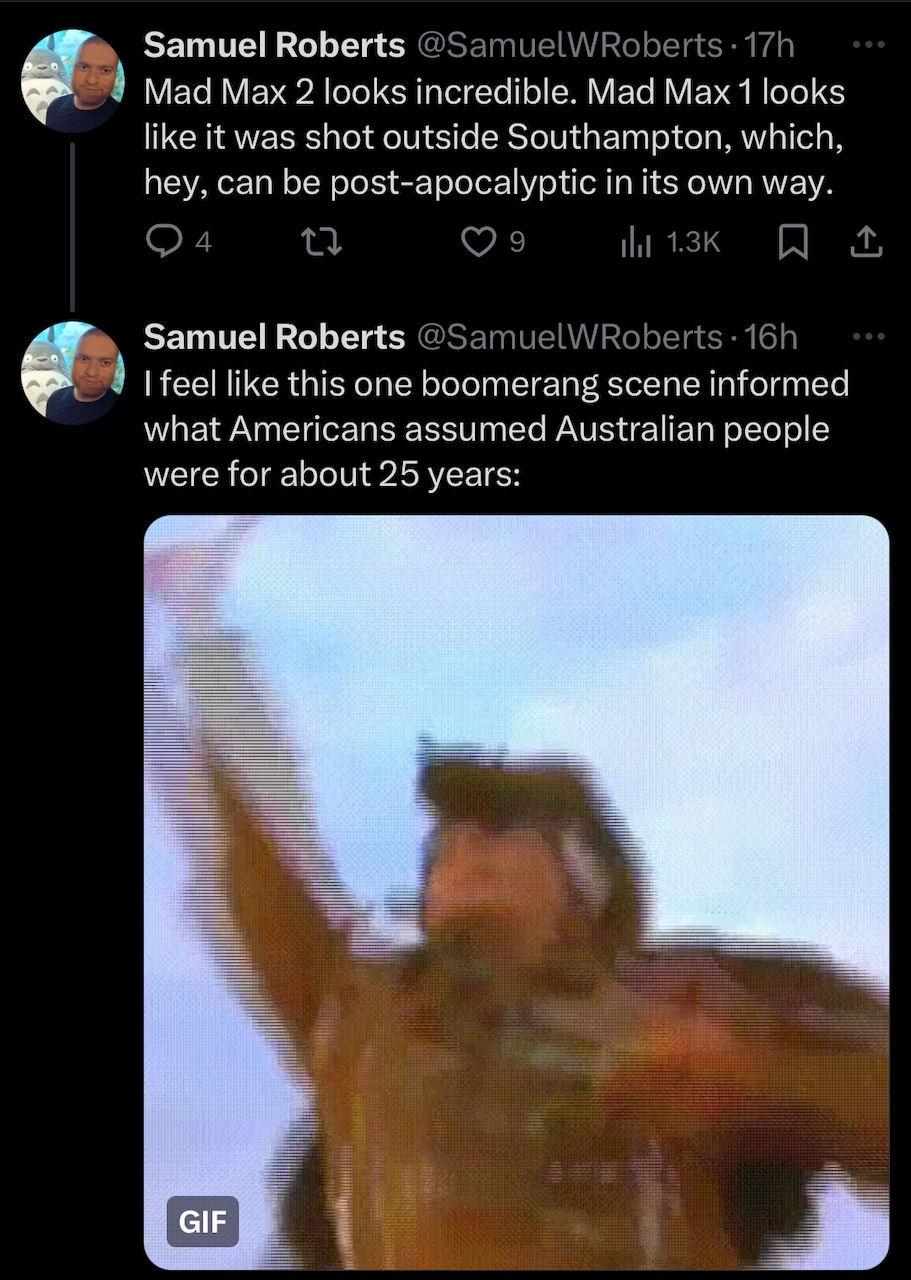 Samuel Roberts @SamuelWRoberts · 17h
Mad Max 2 looks incredible. Mad Max 1 looks
like it was shot outside Southampton, which,
hey, can be post-apocalyptic in its own way.
4 9 1.3K
Samuel Roberts @SamuelWRoberts · 16h
I feel like this one boomerang scene informed
what Americans assumed Australian people
were for about 25 years:
GIF